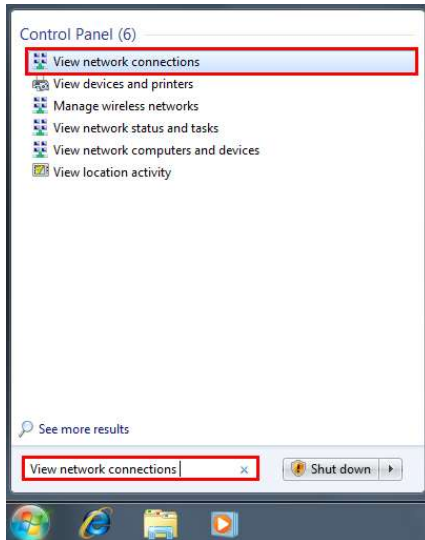 Control Panel (6)
View network connections
View devices and printers
Manage wireless networks
View network status and tasks
View network computers and devices
View location activity
See more results
View network connections
Shut down